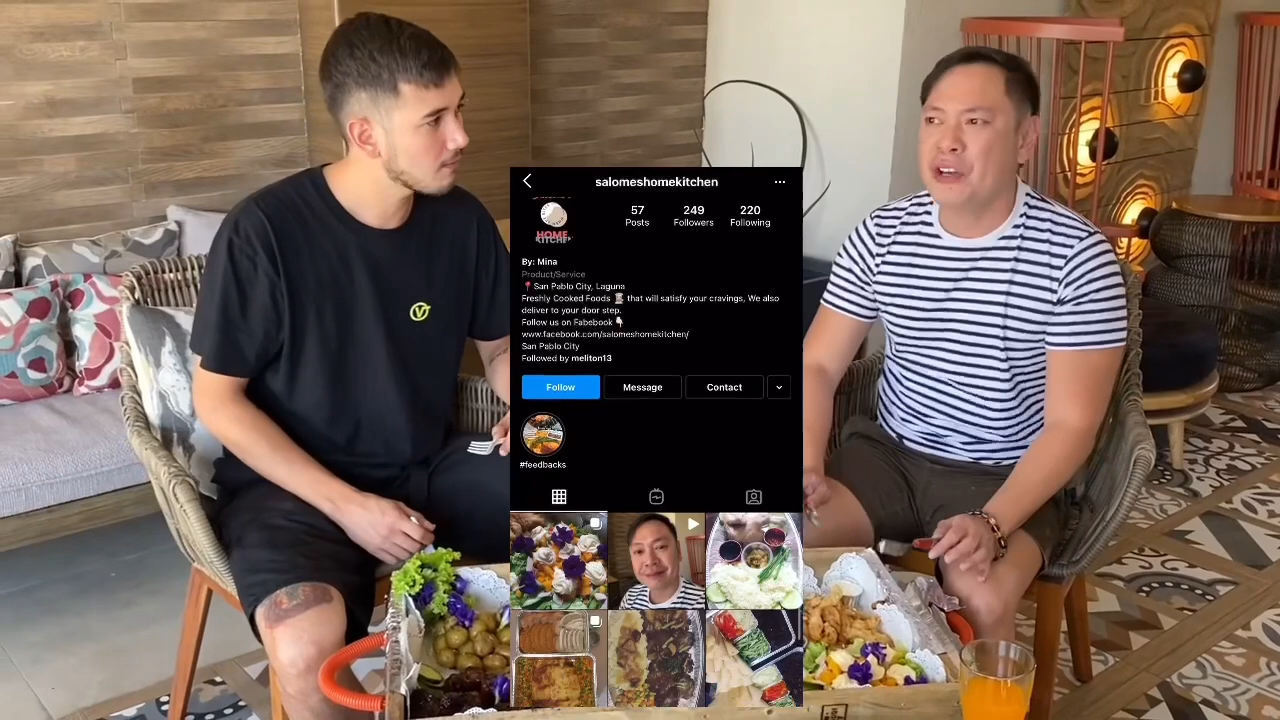 salomeshomekitchen
57
249
220
Posts
Followers
Following
HOME
KITCHEN
By: Mina
Product/Service
San Pablo City, Laguna
Freshly Cooked Foods that will satisfy your cravings, We also
deliver to your door step.
Follow us on Fabebook
www.facebook.com/salomeshomekitchen/
San Pablo City
Followed by meliton13
Follow
Message
Contact
#feedbacks